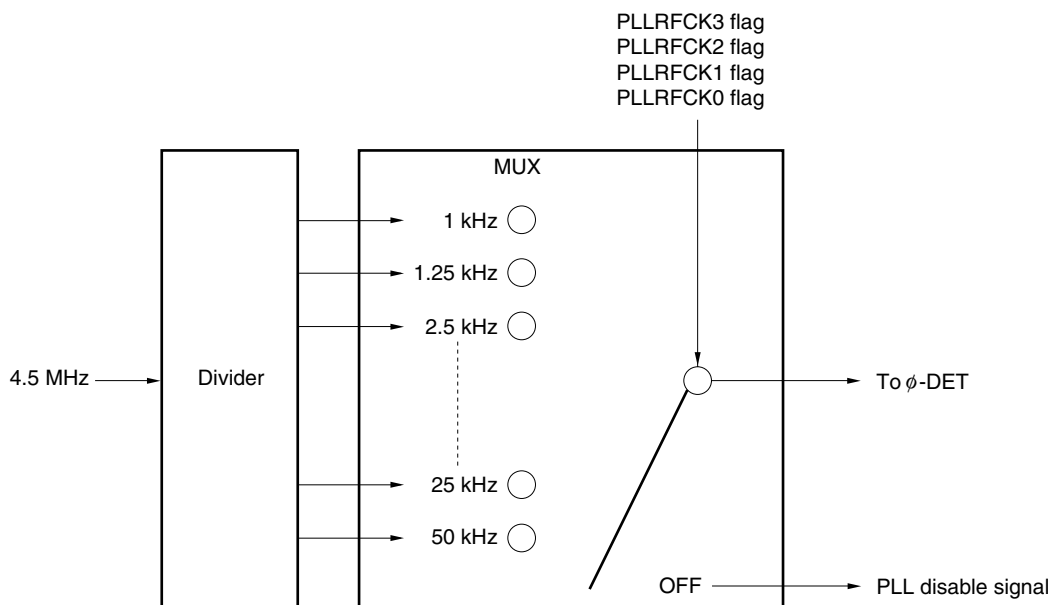 PLLRFCK3 flag
PLLRFCK2 flag
PLLRFCK1 flag
PLLRFCK0 flag
MUX
1 kHz
1.25 kHz
2.5 kHz
4.5 MHz
Divider
To ϕ-DET
25 kHz
50 kHz
OFF
PLL disable signal